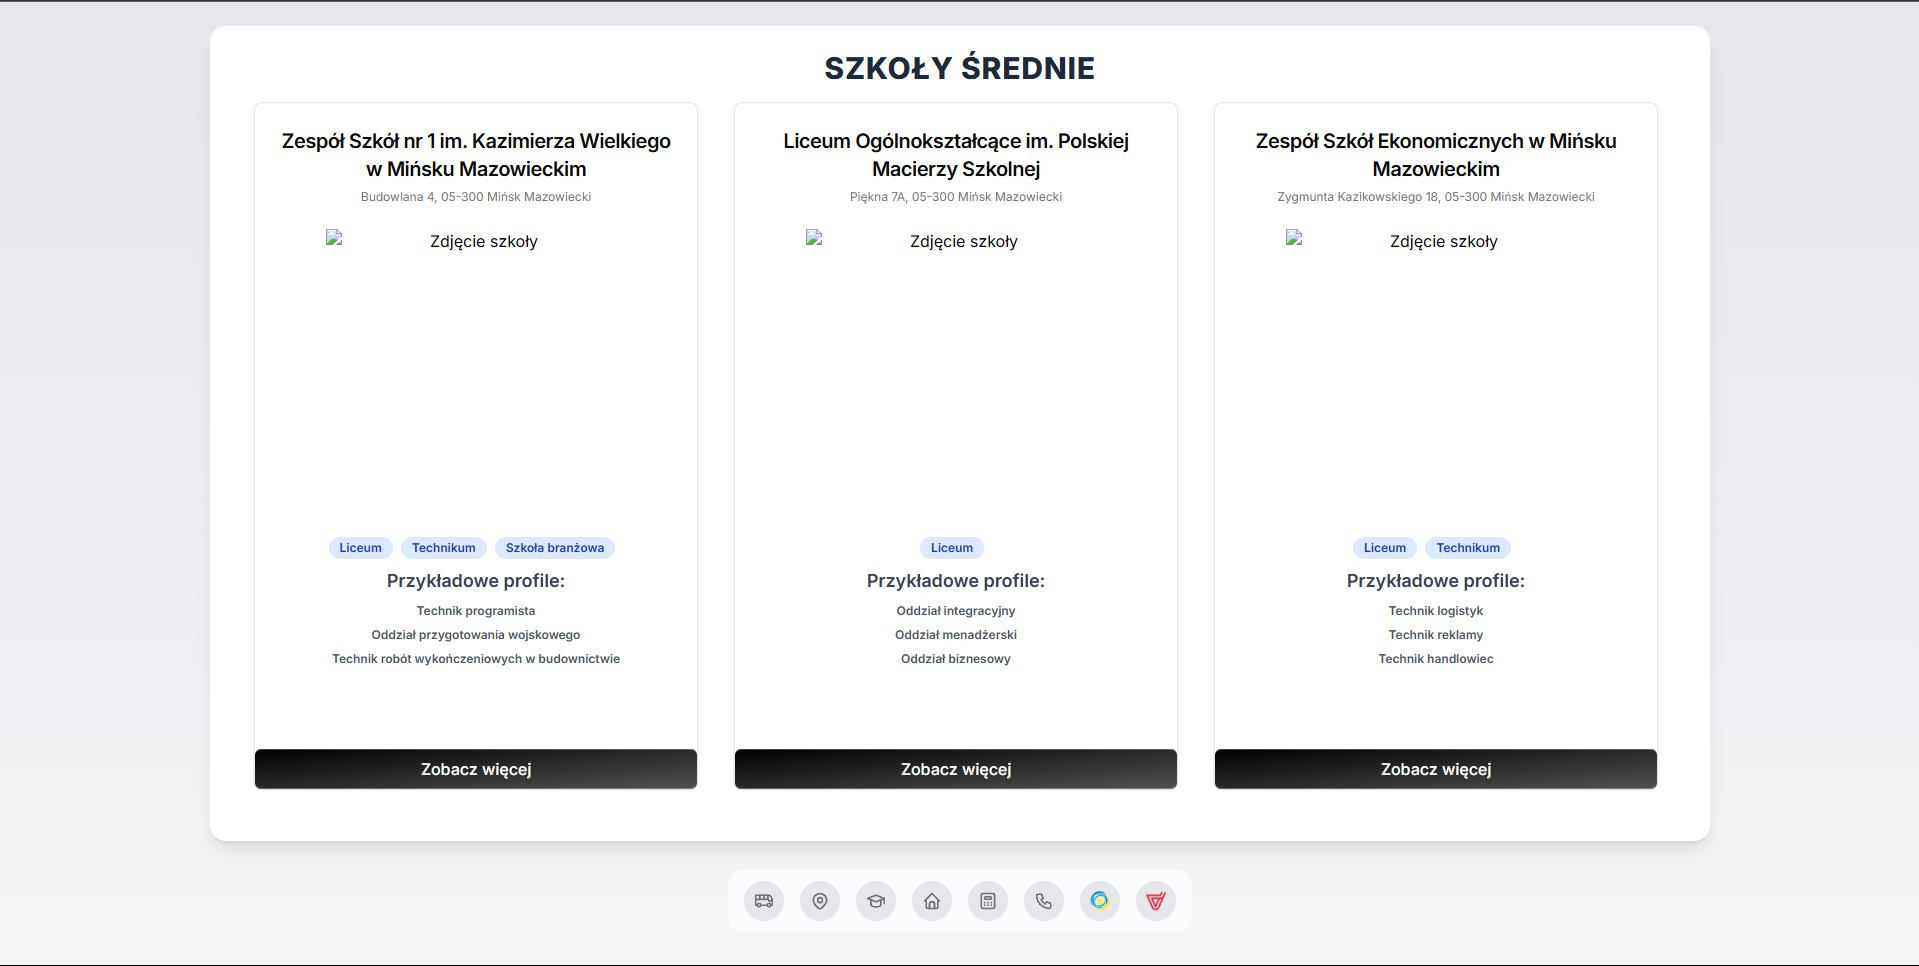 SZKOŁY ŚREDNIE
Zespół Szkół nr 1 im. Kazimierza Wielkiego
w Mińsku Mazowieckim
Budowlana 4, 05-300 Mińsk Mazowiecki
Zdjęcie szkoły
Liceum Technikum Szkoła branżowa
Przykładowe profile:
Technik programista
Oddział przygotowania wojskowego
Technik robót wykończeniowych w budownictwie
Zobacz więcej
Liceum Ogólnokształcące im. Polskiej
Macierzy Szkolnej
Piękna 7A, 05-300 Mińsk Mazowiecki
Zdjęcie szkoły
Liceum
Przykładowe profile:
Oddział integracyjny
Oddział menadżerski
Oddział biznesowy
Zobacz więcej
Zespół Szkół Ekonomicznych w Mińsku
Mazowieckim
Zygmunta Kazikowskiego 18, 05-300 Mińsk Mazowiecki
Zdjęcie szkoły
Liceum Technikum
Przykładowe profile:
Technik logistyk
Technik reklamy
Technik handlowiec
Zobacz więcej